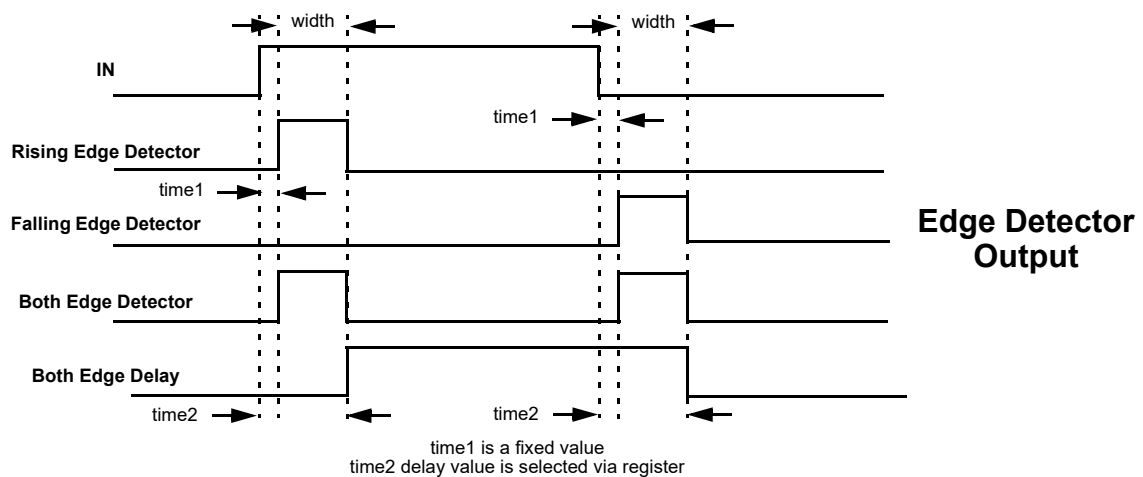 width
width
IN
time1
Rising Edge Detector
time1
Falling Edge Detector
Edge Detector
Output
Both Edge Detector
Both Edge Delay
time2
time2
time1 is a fixed value
time2 delay value is selected via register